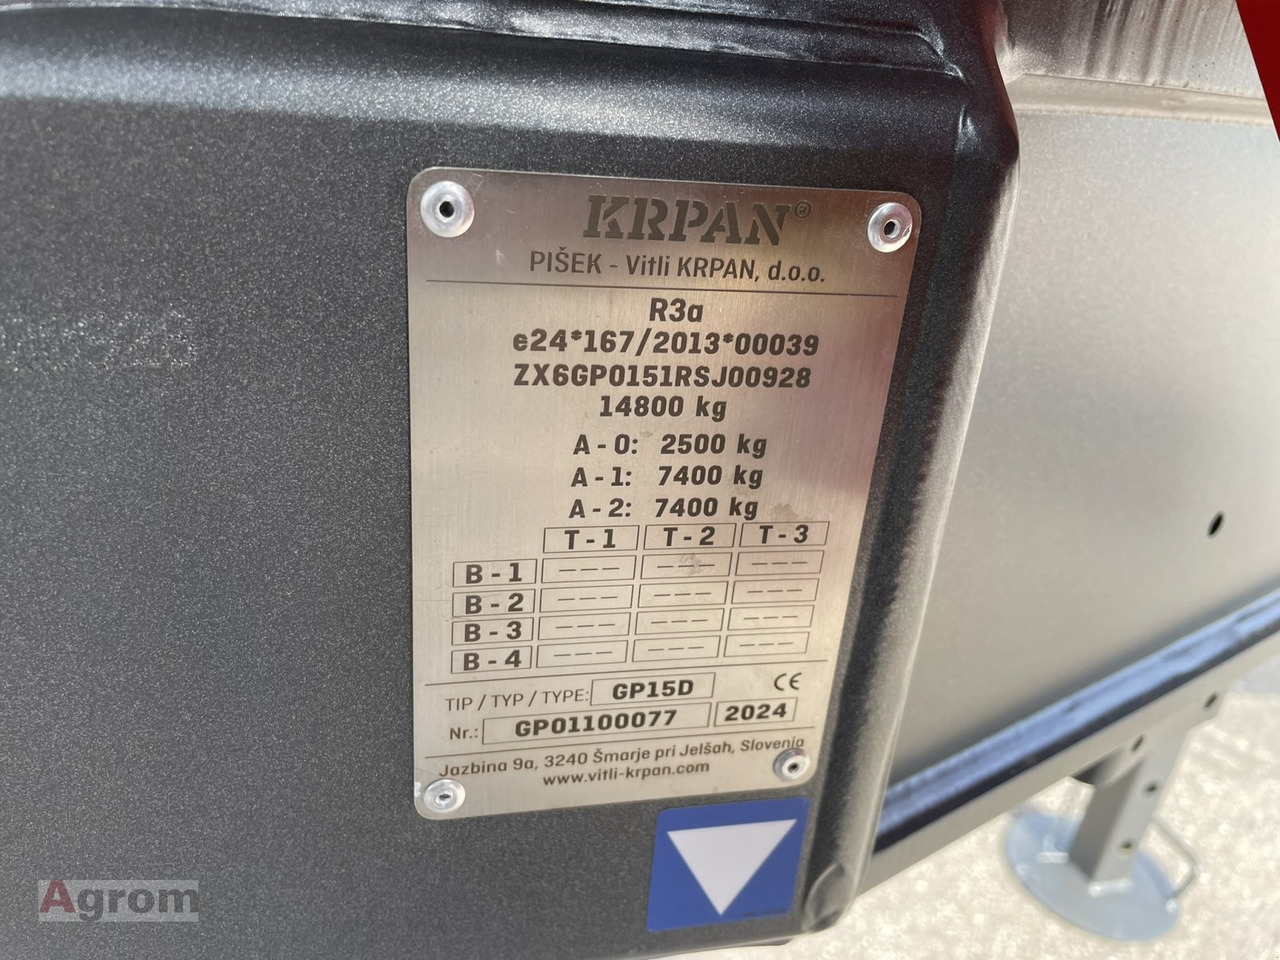 KRPAN®
PIŠEK - Vitli KRPAN, d.o.o.
R3a
e24*167/2013*00039
ZX6GP0151RSJ00928
14800 kg
A - 0: 2500 kg
A - 1: 7400 kg
A - 2: 7400 kg
T - 1 T - 2 T - 3
B - 1 --- --- ---
B - 2 --- --- ---
B - 3 --- --- ---
B - 4 --- --- ---
TIP / TYP / TYPE: GP15D CE
Nr.: GP01100077 2024
Jazbina 9a, 3240 Šmarje pri Jelšah, Slovenia
www.vitli-krpan.com
Agrom